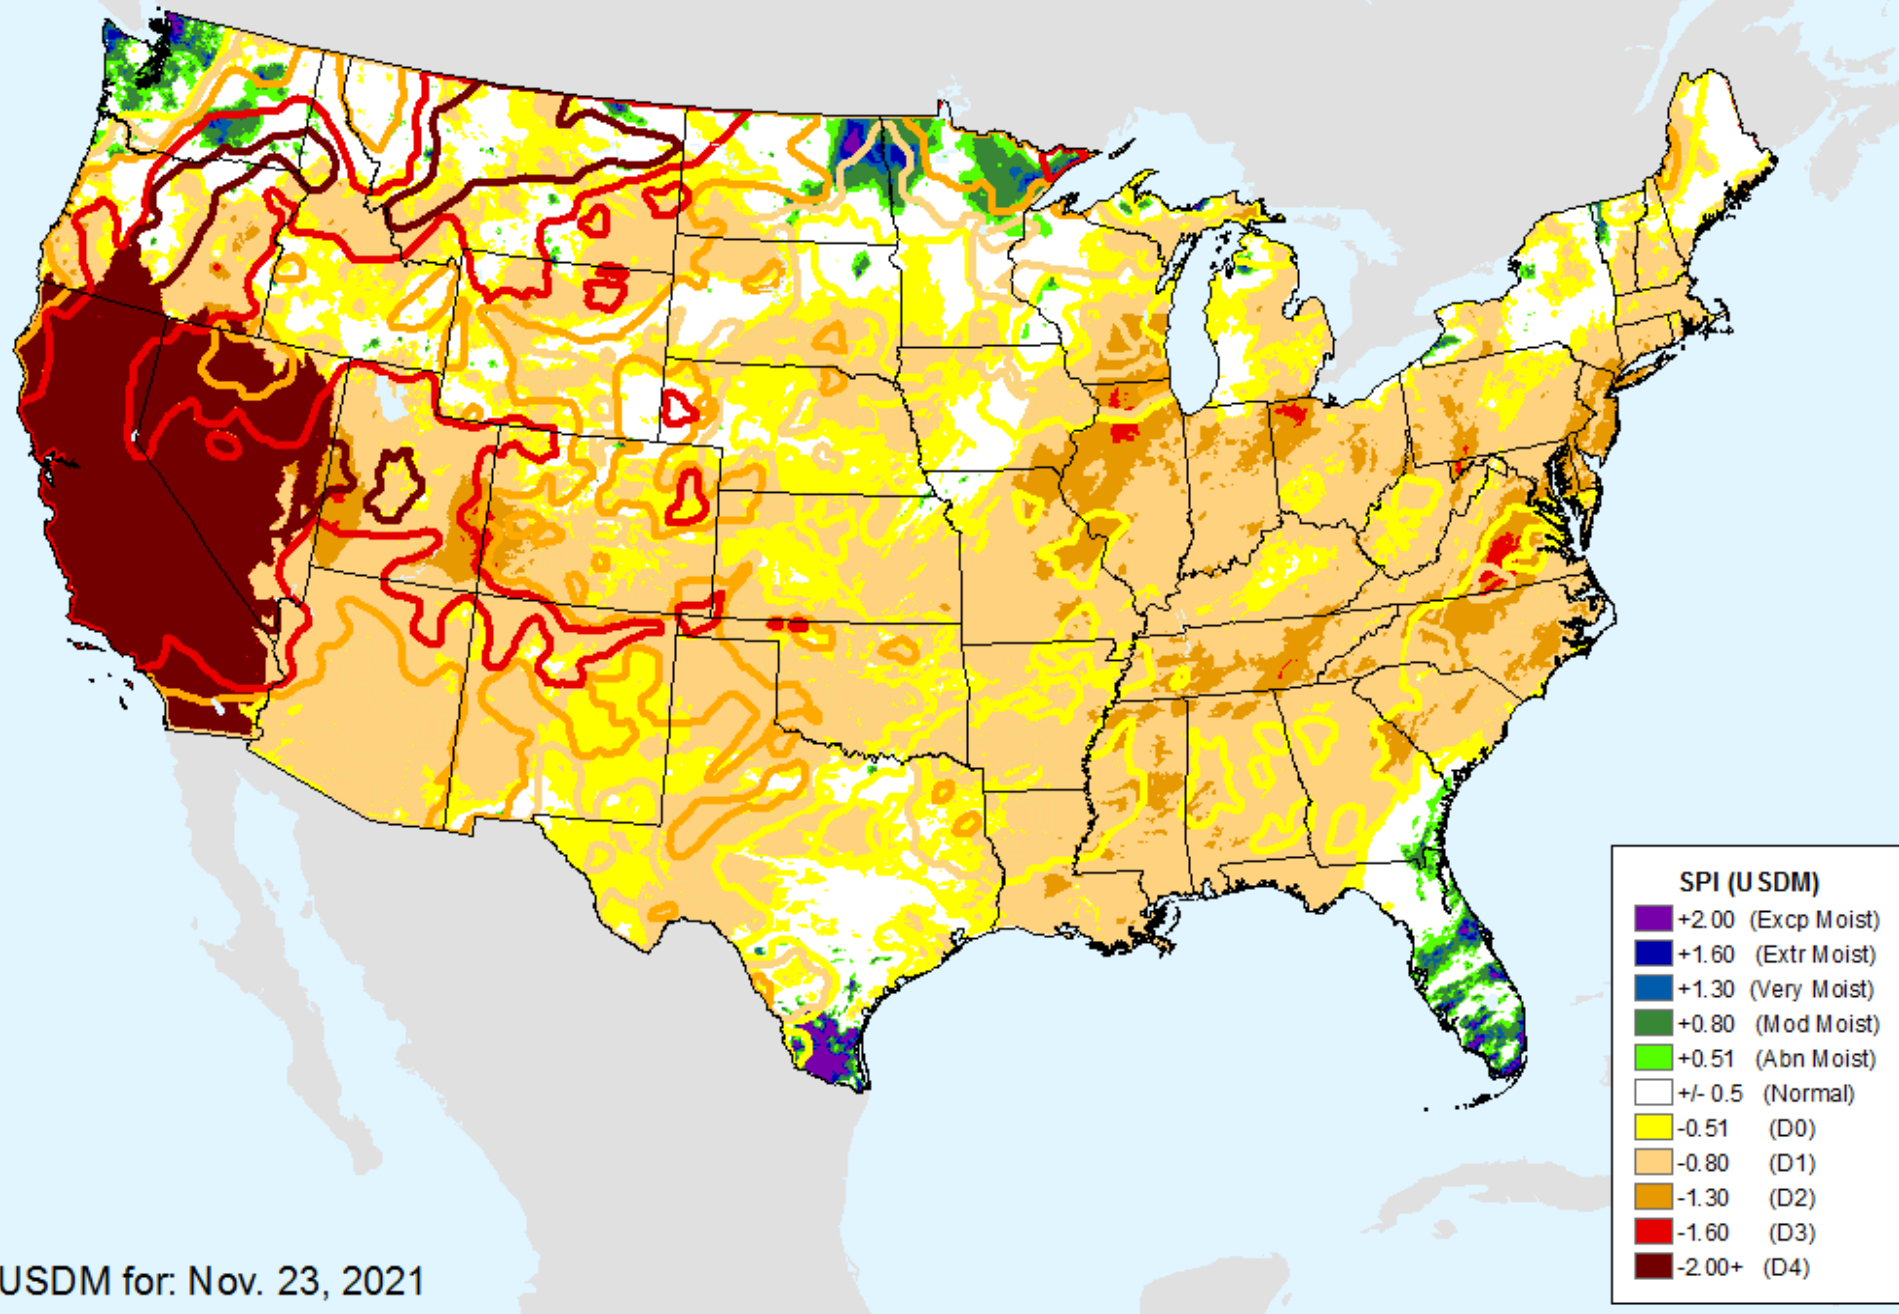 SPI (USDM)
+2.00 (Excp Moist)
+1.60 (Extr Moist)
+1.30 (Very Moist)
+0.80 (Mod Moist)
+0.51 (Abn Moist)
+/- 0.5 (Normal)
-0.51 (D0)
-0.80 (D1)
-1.30 (D2)
-1.60 (D3)
-2.00+ (D4)
USDM for: Nov. 23, 2021